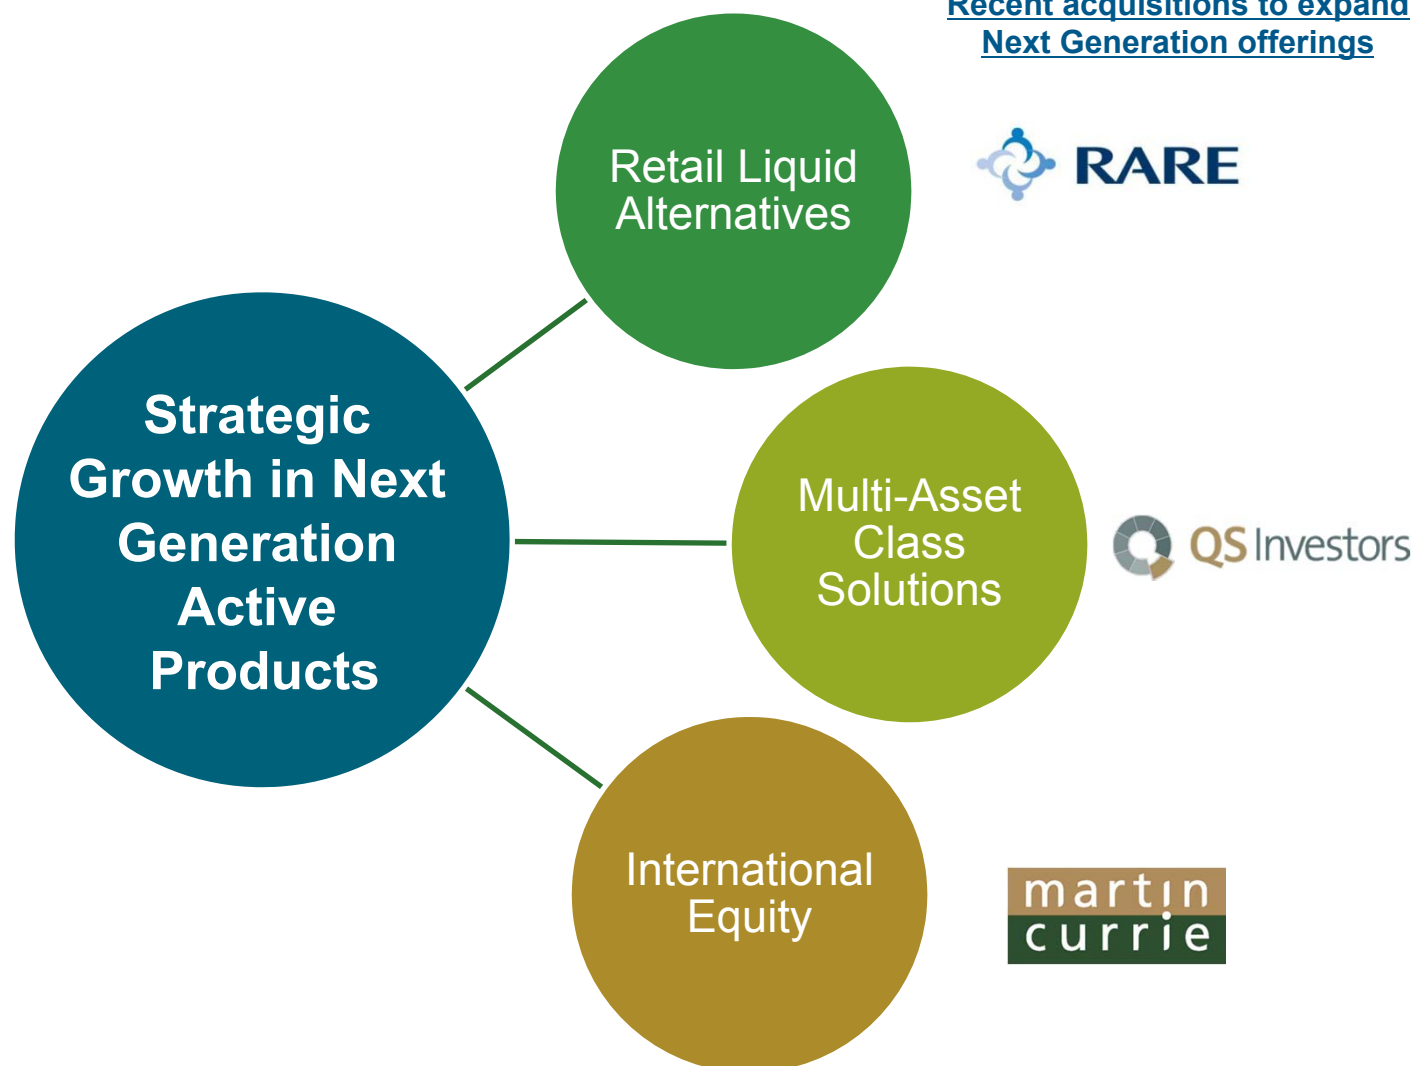 Recent acquisitions to expand
Next Generation offerings
Retail Liquid
Alternatives
RARE
Strategic
Growth in Next
Generation
Active
Products
Multi-Asset
Class
Solutions
QS Investors
International
Equity
martin
currie